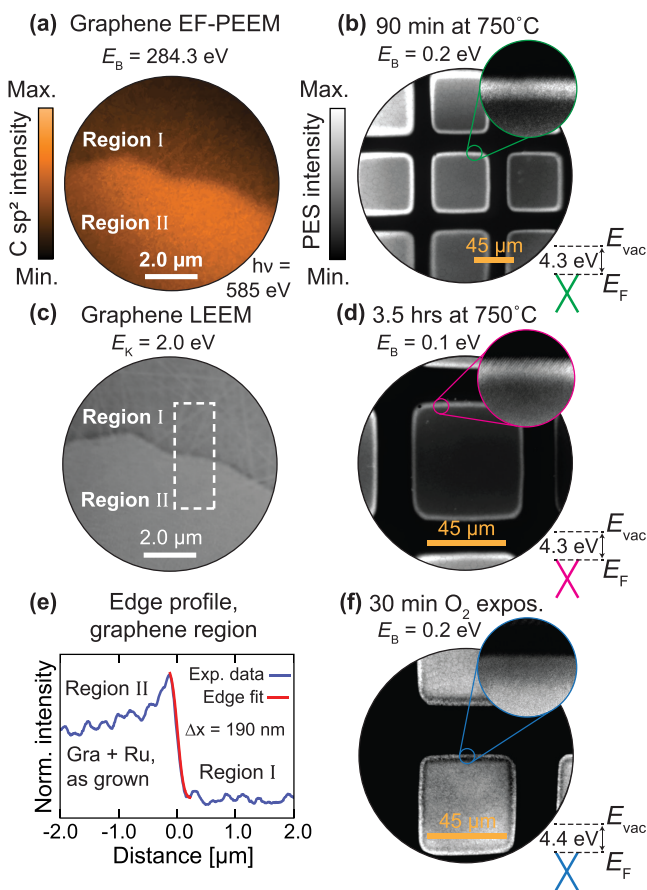 (a) Graphene EF-PEEM
E_B = 284.3 eV
Max.
C sp² intensity
Min.
Region I
Region II
2.0 µm
hν =
585 eV
(b) 90 min at 750˚C
E_B = 0.2 eV
Max.
PES intensity
Min.
45 µm
E_vac
4.3 eV
E_F
(c) Graphene LEEM
E_K = 2.0 eV
Region I
Region II
2.0 µm
(d) 3.5 hrs at 750˚C
E_B = 0.1 eV
45 µm
E_vac
4.3 eV
E_F
(e) Edge profile,
graphene region
Norm. intensity
Region II
Exp. data
Edge fit
Δx = 190 nm
Gra + Ru,
as grown
Region I
-2.0 -1.0 0.0 1.0 2.0
Distance [µm]
(f) 30 min O₂ expos.
E_B = 0.2 eV
45 µm
E_vac
4.4 eV
E_F